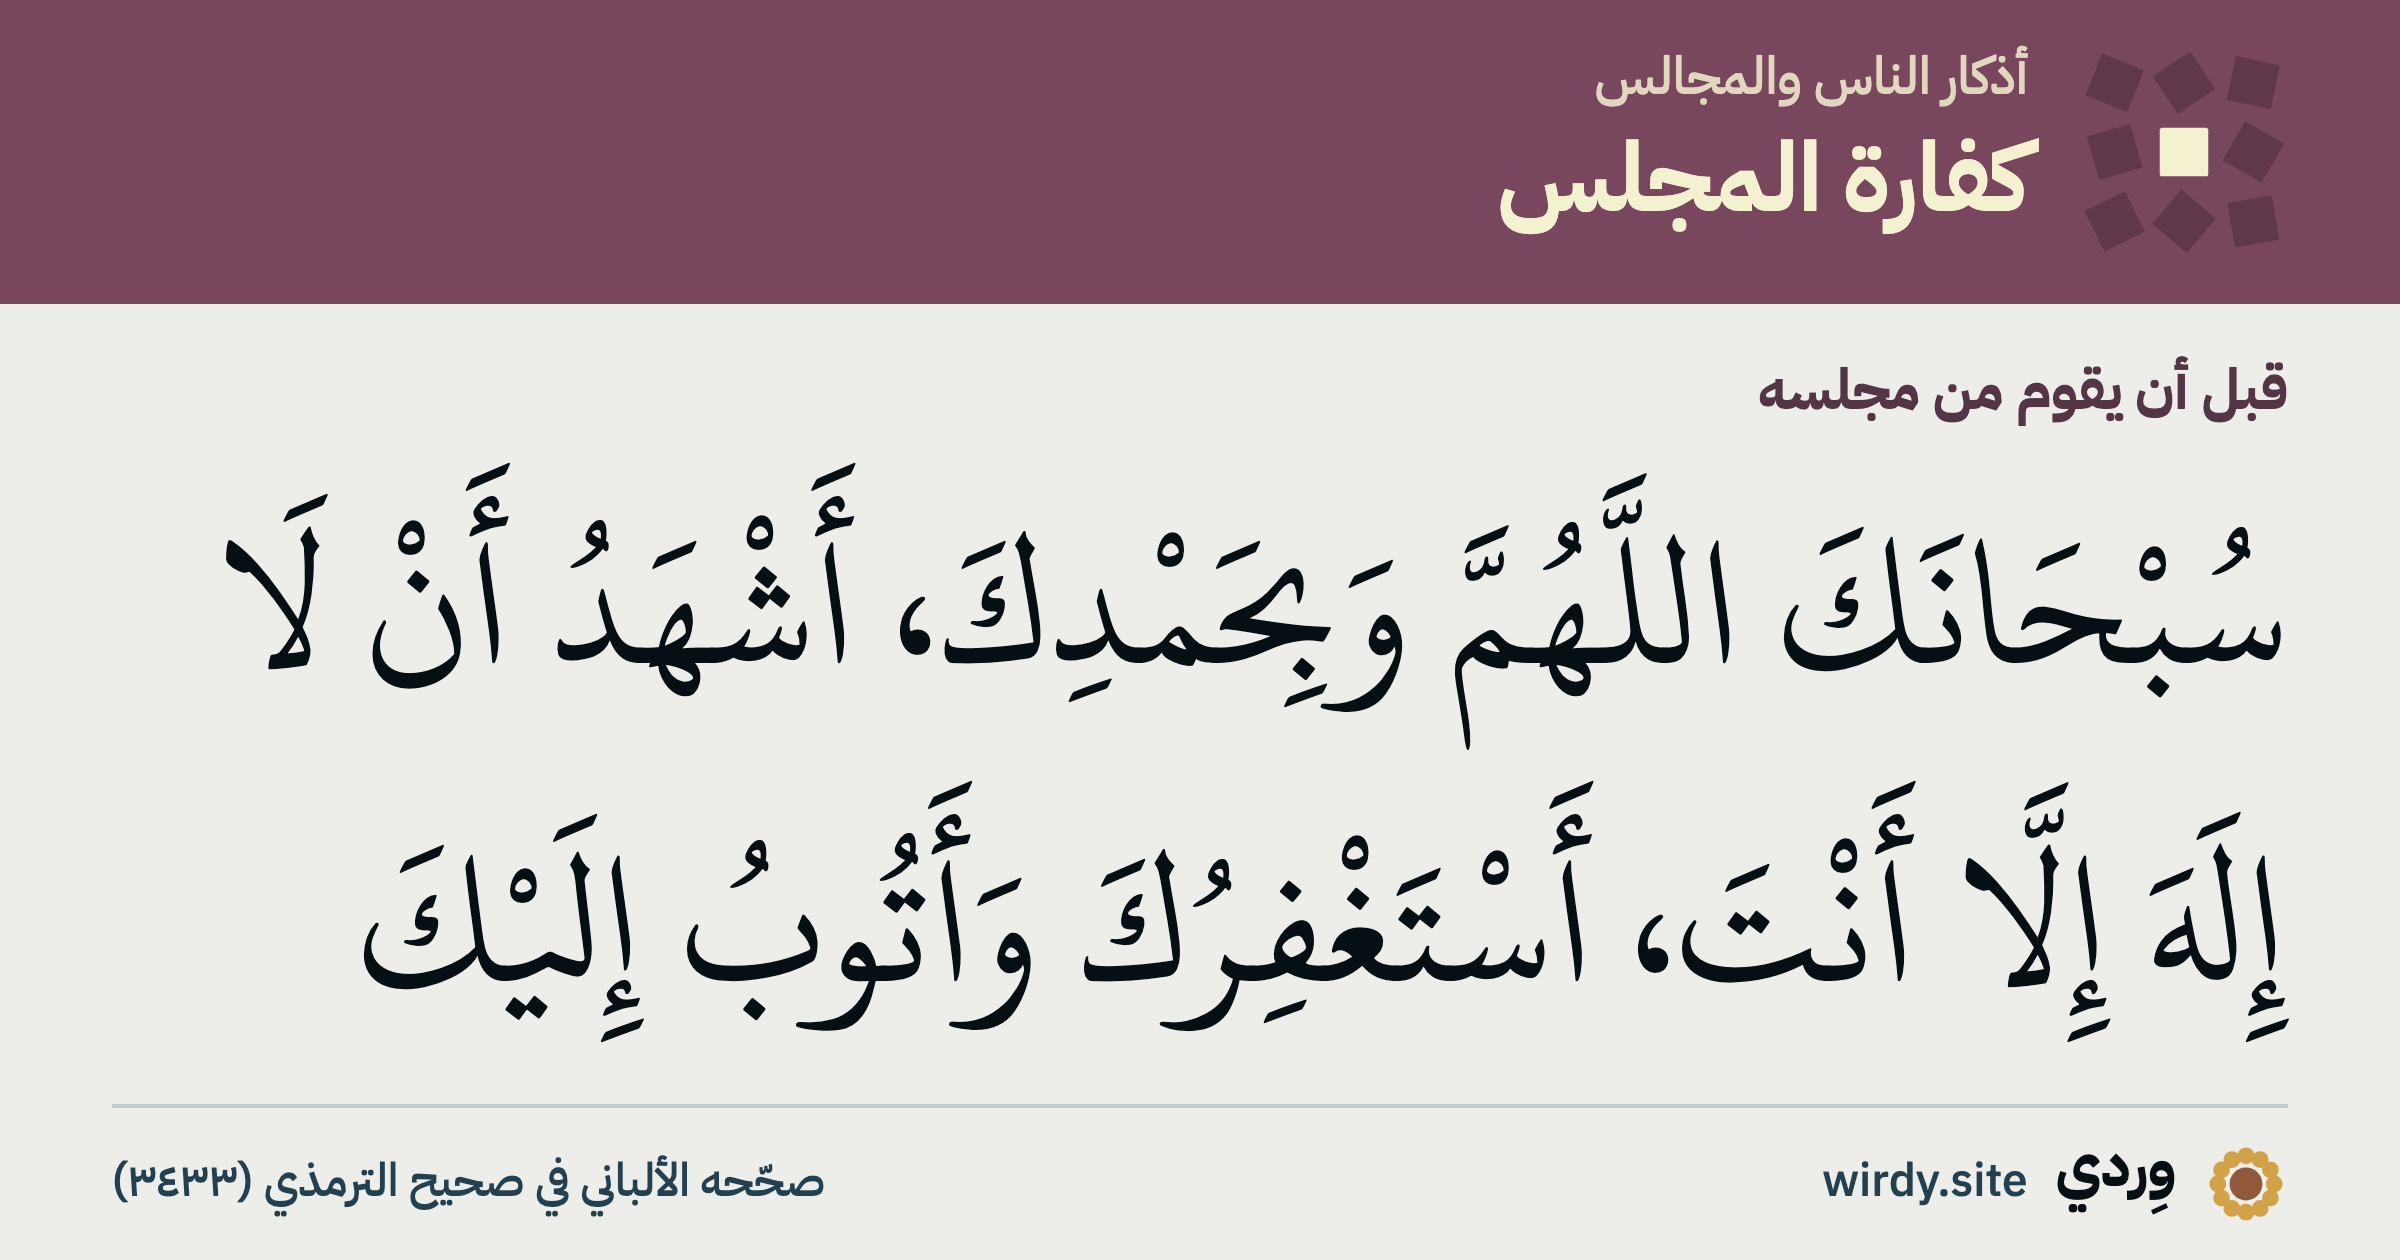 أذكار الناس والمجالس
كفارة المجلس
قبل أن يقوم من مجلسه
سُبْحَانَكَ اللَّهُمَّ وَبِحَمْدِكَ، أَشْهَدُ أَنْ لَا
إِلَهَ إِلَّا أَنْتَ، أَسْتَغْفِرُكَ وَأَتُوبُ إِلَيْكَ
وِردي wirdy.site
صحّحه الألباني في صحيح الترمذي (٣٤٣٣)